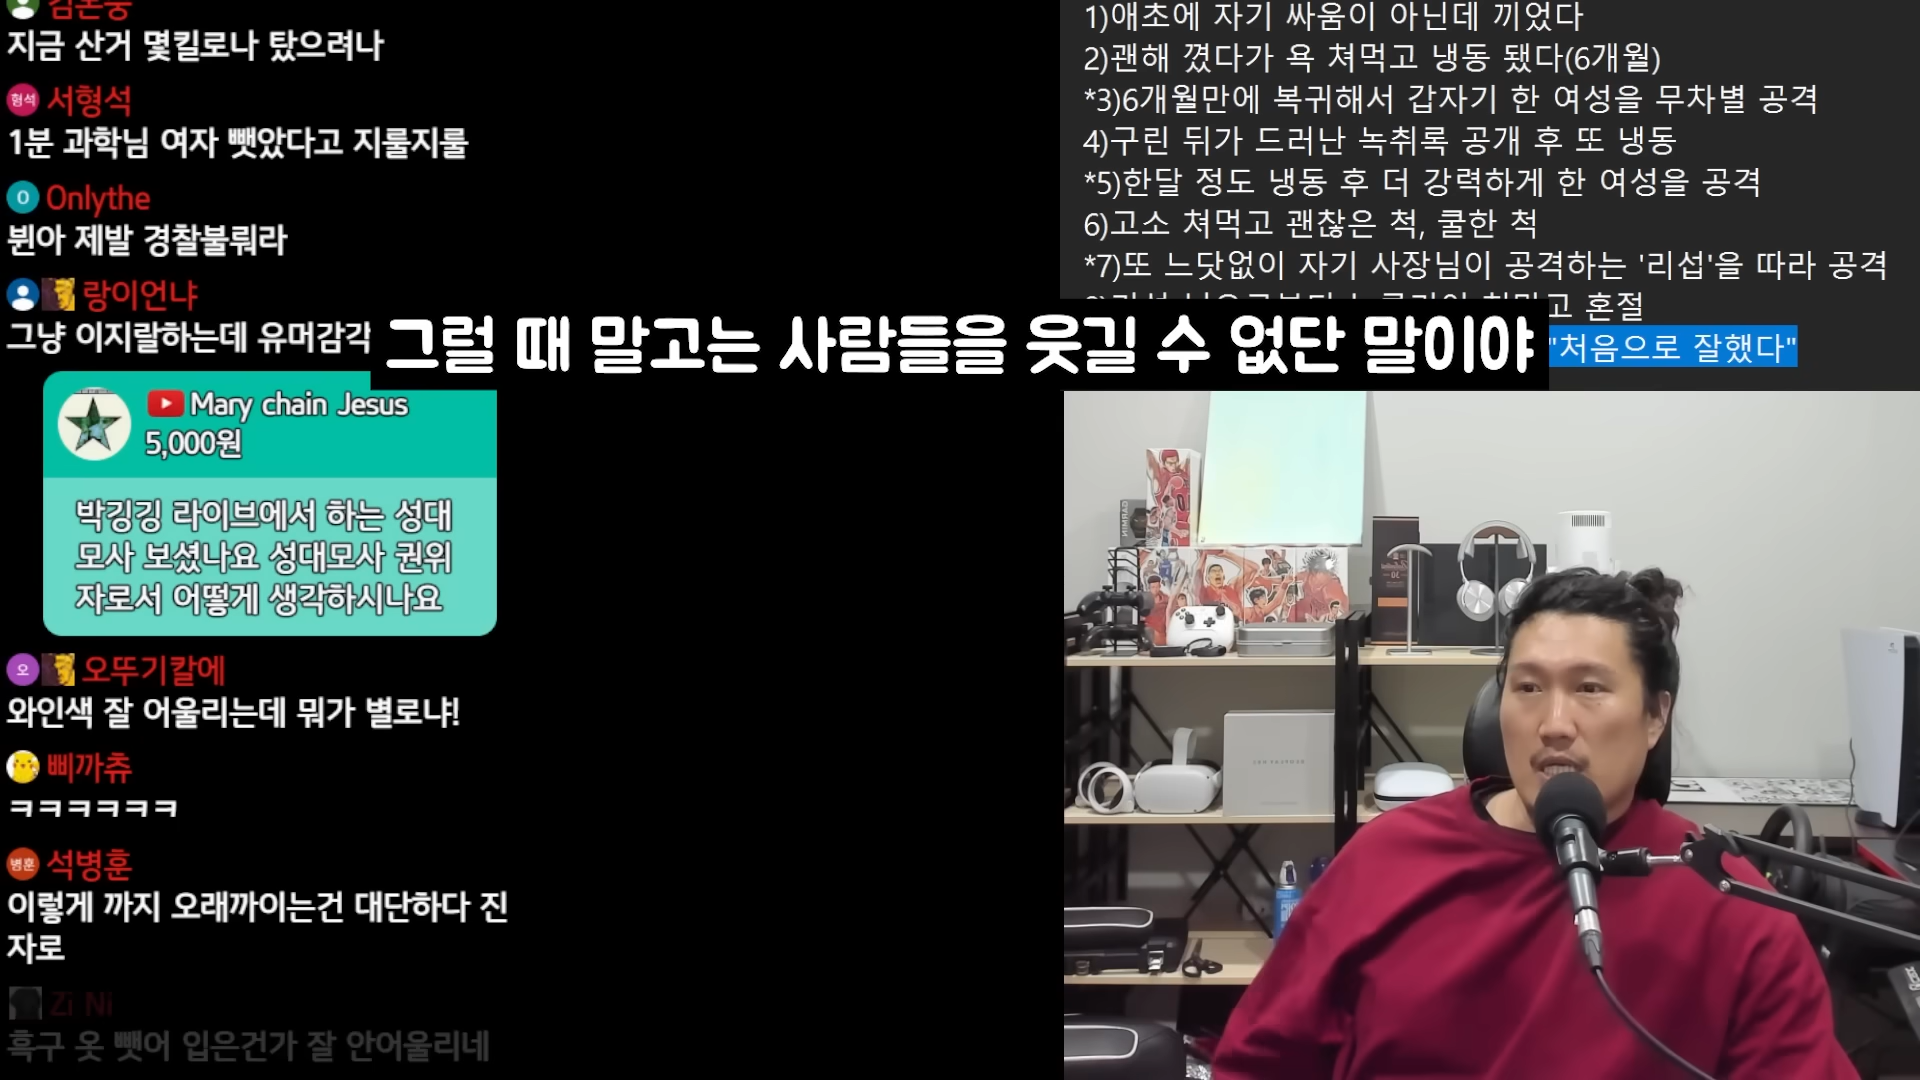 김온중
지금 산거 몇킬로나 탔으려나
형석 서형석
1분 과학님 여자 뺏았다고 지룰지룰
O Onlythe
뷘아 제발 경찰불뤄라
랑이언냐
그냥 이지랄하는데 유머감각
Mary chain Jesus
5,000원
박깅깅 라이브에서 하는 성대
모사 보셨나요 성대모사 권위
자로서 어떻게 생각하시나요
오 오뚜기칼에
와인색 잘 어울리는데 뭐가 별로냐!
삐까츄
ㅋㅋㅋㅋㅋㅋ
병훈 석병훈
이렇게 까지 오래까이는건 대단하다 진
자로
Zi Ni
흑구 옷 뺏어 입은건가 잘 안어울리네
1)애초에 자기 싸움이 아닌데 끼었다
2)괜해 꼈다가 욕 쳐먹고 냉동 됐다(6개월)
*3)6개월만에 복귀해서 갑자기 한 여성을 무차별 공격
4)구린 뒤가 드러난 녹취록 공개 후 또 냉동
*5)한달 정도 냉동 후 더 강력하게 한 여성을 공격
6)고소 쳐먹고 괜찮은 척, 쿨한 척
*7)또 느닷없이 자기 사장님이 공격하는 '리섭'을 따라 공격
혼절
"처음으로 잘했다"
그럴 때 말고는 사람들을 웃길 수 없단 말이야